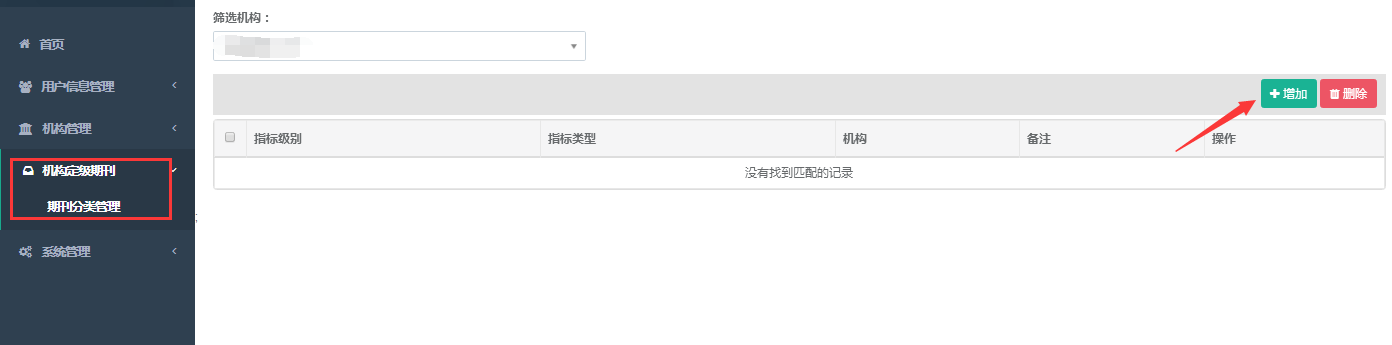 首页
用户信息管理
机构管理
机构定级期刊
期刊分类管理
系统管理
筛选机构：
增加 删除
指标级别 指标类型 机构 备注 操作
没有找到匹配的记录
;